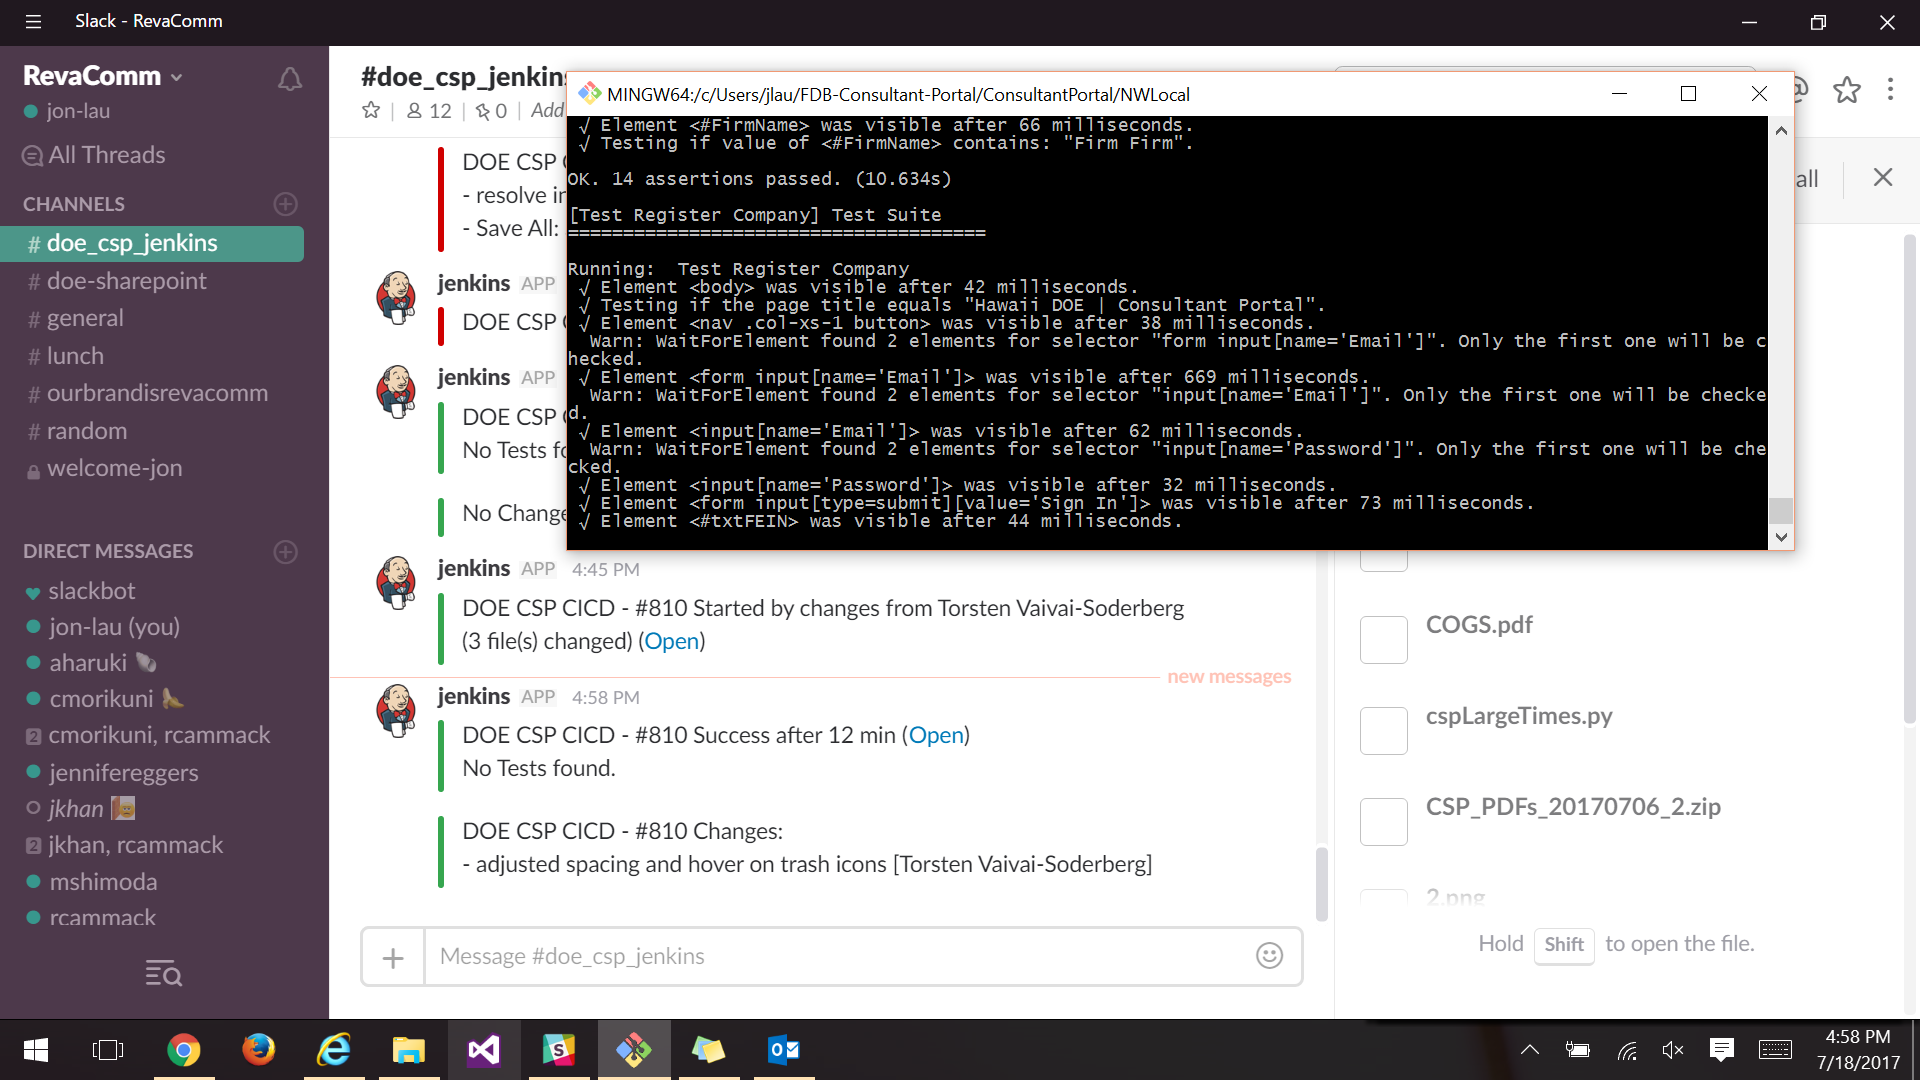 Slack - RevaComm
RevaComm
jon-lau
All Threads
CHANNELS
# doe_csp_jenkins
# doe-sharepoint
# general
# lunch
# ourbrandisrevacomm
# random
welcome-jon
DIRECT MESSAGES
slackbot
jon-lau (you)
aharuki
cmorikuni
2 cmorikuni, rcammack
jennifereggers
jkhan
2 jkhan, rcammack
mshimoda
rcammack
#doe_csp_jenkins
12 | 0 | Add
DOE CSP
- resolve
- Save All:
jenkins APP
DOE CSP
jenkins APP
DOE CSP
No Tests
No Change
jenkins APP 4:45 PM
DOE CSP CICD - #810 Started by changes from Torsten Vaivai-Soderberg
(3 file(s) changed) (Open)
new messages
jenkins APP 4:58 PM
DOE CSP CICD - #810 Success after 12 min (Open)
No Tests found.
DOE CSP CICD - #810 Changes:
- adjusted spacing and hover on trash icons [Torsten Vaivai-Soderberg]
Message #doe_csp_jenkins
MINGW64:/c/Users/jlau/FDB-Consultant-Portal/ConsultantPortal/NWLocal
√ Element <#FirmName> was visible after 66 milliseconds.
√ Testing if value of <#FirmName> contains: "Firm Firm".
OK. 14 assertions passed. (10.634s)
[Test Register Company] Test Suite
======================================
Running:  Test Register Company
√ Element <body> was visible after 42 milliseconds.
√ Testing if the page title equals "Hawaii DOE | Consultant Portal".
√ Element <nav .col-xs-1 button> was visible after 38 milliseconds.
Warn: WaitForElement found 2 elements for selector "form input[name='Email']". Only the first one will be c
hecked.
√ Element <form input[name='Email']> was visible after 669 milliseconds.
Warn: WaitForElement found 2 elements for selector "input[name='Email']". Only the first one will be checke
d.
√ Element <input[name='Email']> was visible after 62 milliseconds.
Warn: WaitForElement found 2 elements for selector "input[name='Password']". Only the first one will be che
cked.
√ Element <input[name='Password']> was visible after 32 milliseconds.
√ Element <form input[type=submit][value='Sign In']> was visible after 73 milliseconds.
√ Element <#txtFEIN> was visible after 44 milliseconds.
all
COGS.pdf
cspLargeTimes.py
CSP_PDFs_20170706_2.zip
2.png
Hold Shift to open the file.
4:58 PM
7/18/2017